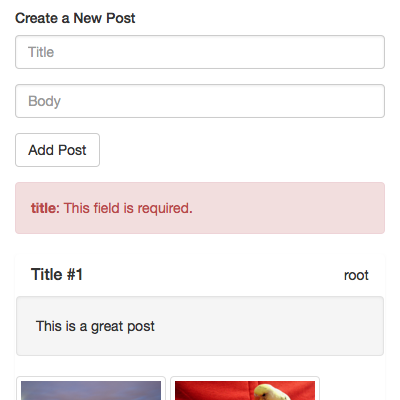 Create a New Post
Title
Body
Add Post
title: This field is required.
Title #1 root
This is a great post